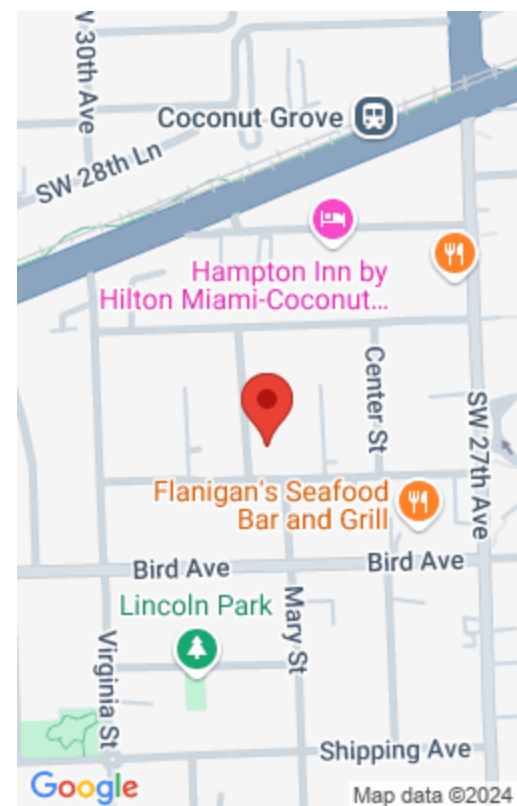 W 30th Ave
Coconut Grove
SW 28th Ln
Hampton Inn by
Hilton Miami-Coconut...
Center St
SW 27th Ave
Flanigan's Seafood
Bar and Grill
Bird Ave
Bird Ave
Lincoln Park
Mary St
Virginia St
Shipping Ave
Google
Map data ©2024